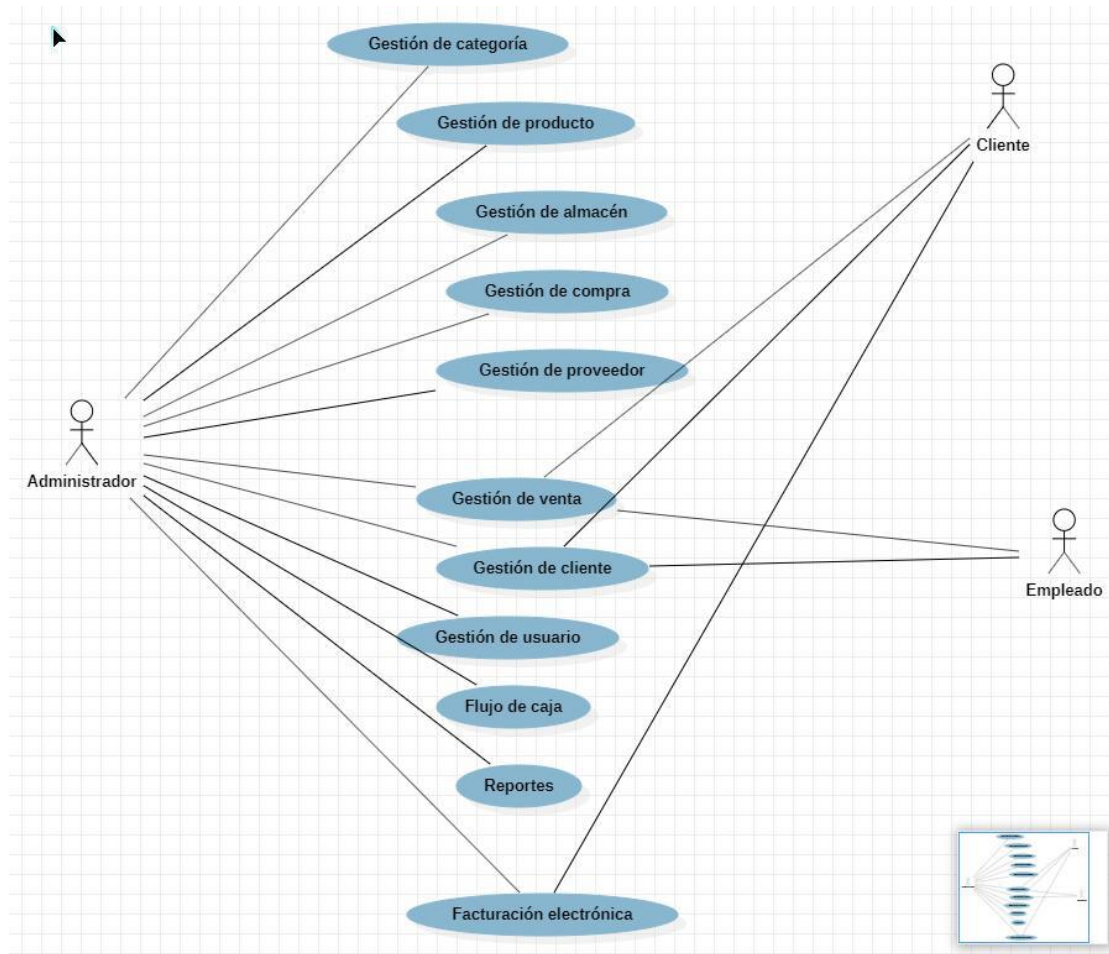 Gestión de categoría
Gestión de producto
Cliente
Gestión de almacén
Gestión de compra
Gestión de proveedor
Administrador
Gestión de venta
Gestión de cliente
Empleado
Gestión de usuario
Flujo de caja
Reportes
Facturación electrónica